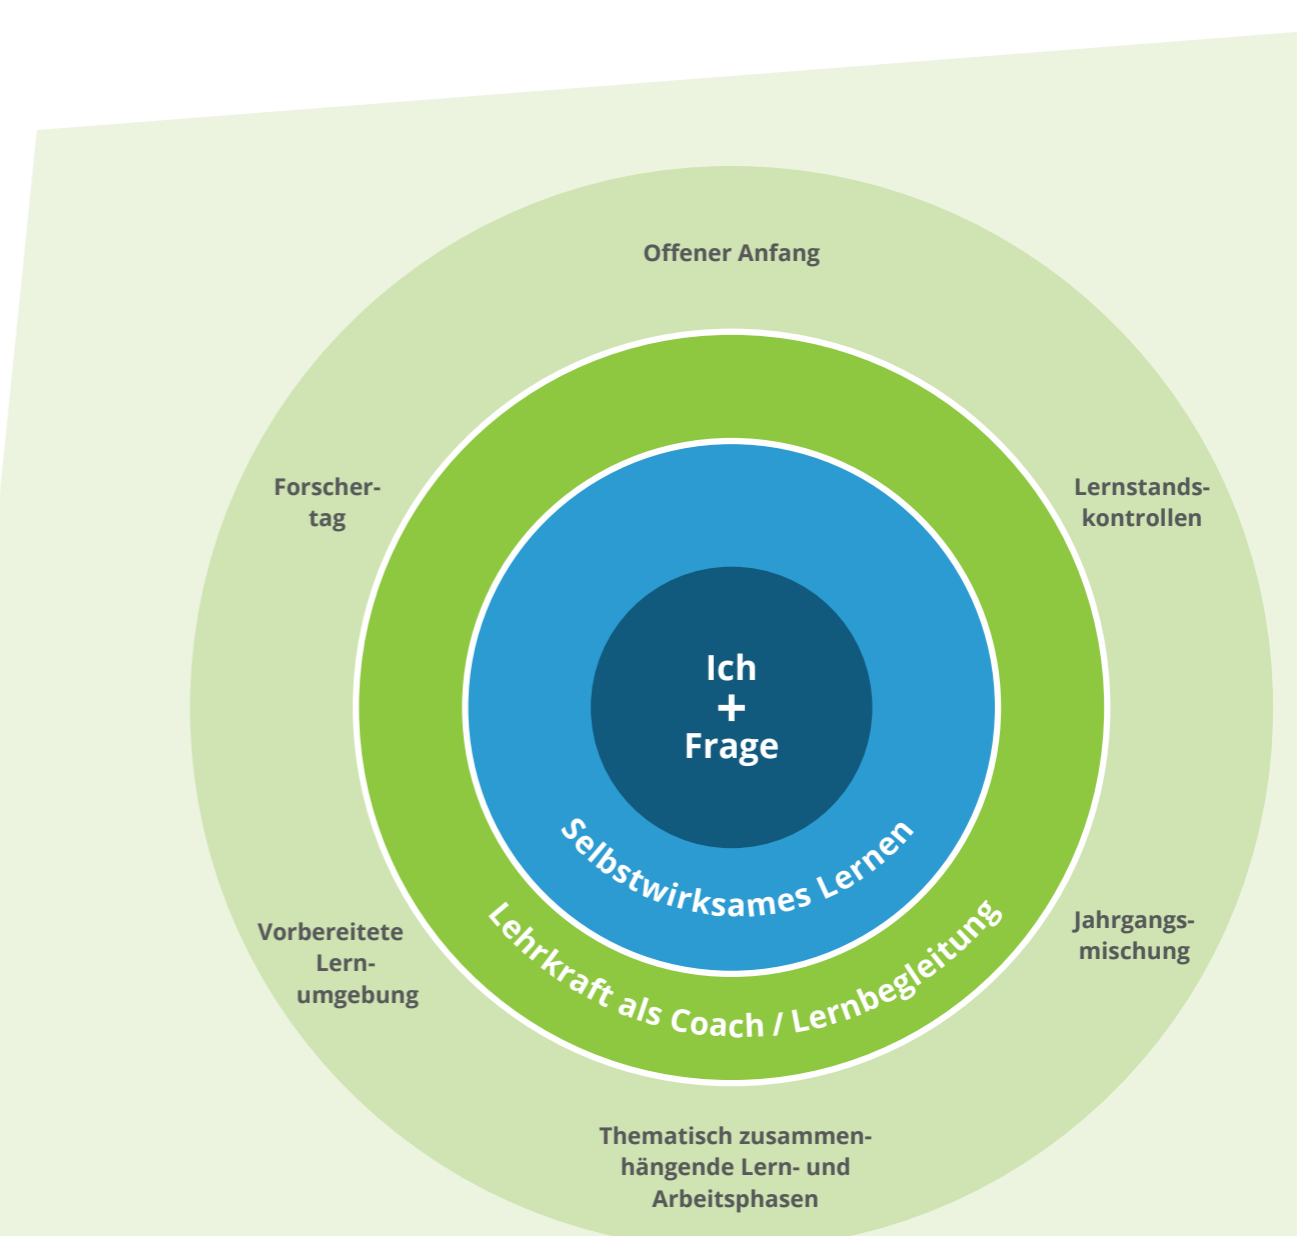 Offener Anfang
Forscher-
tag
Lernstands-
kontrollen
Ich
+
Frage
Selbstwirksames Lernen
Lehrkraft als Coach / Lernbegleitung
Vorbereitete
Lern-
umgebung
Jahrgangs-
mischung
Thematisch zusammen-
hängende Lern- und
Arbeitsphasen